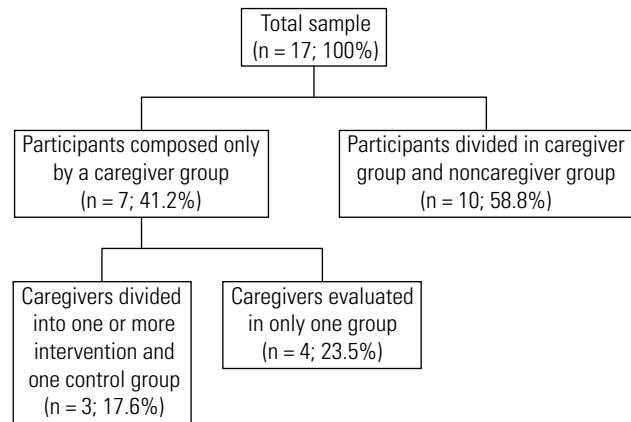 Total sample
(n = 17; 100%)
Participants composed only
by a caregiver group
(n = 7; 41.2%)
Participants divided in caregiver
group and noncaregiver group
(n = 10; 58.8%)
Caregivers divided
into one or more
intervention and
one control group
(n = 3; 17.6%)
Caregivers evaluated
in only one group
(n = 4; 23.5%)